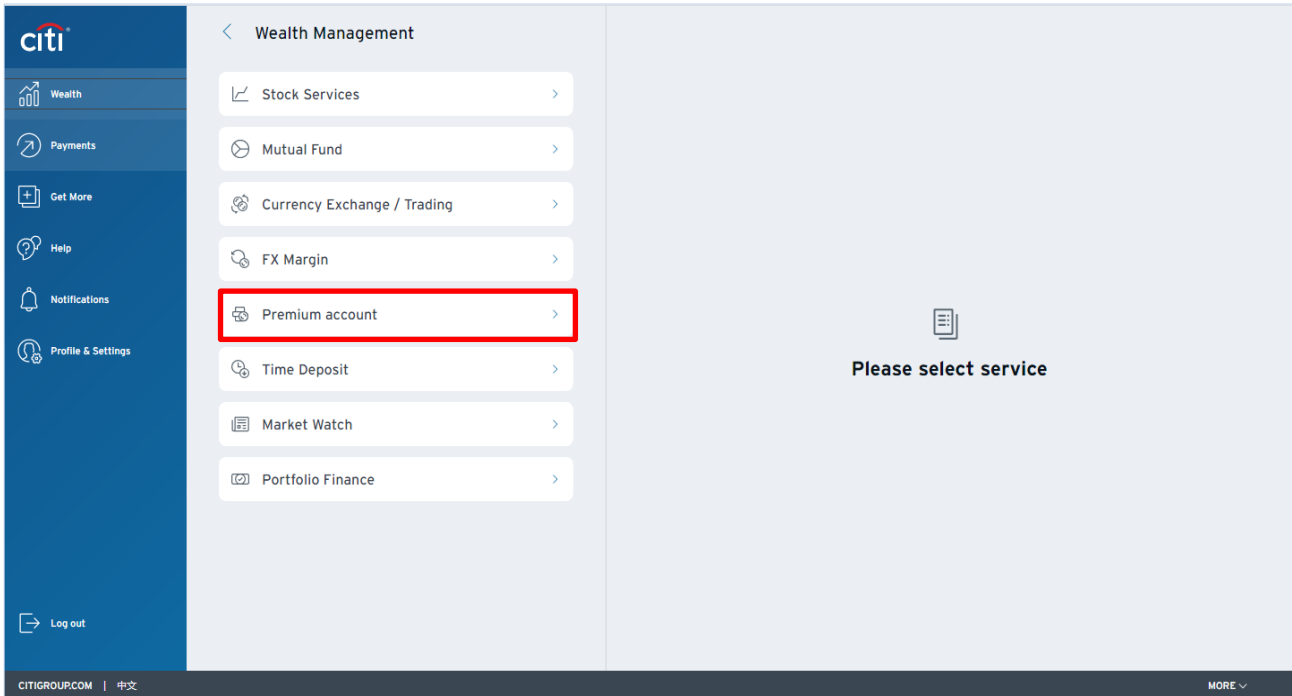 citi
Wealth
Payments
Get More
Help
Notifications
Profile & Settings
Log out
Wealth Management
Stock Services
Mutual Fund
Currency Exchange / Trading
FX Margin
Premium account
Time Deposit
Market Watch
Portfolio Finance
Please select service
CITIGROUP.COM | 中文
MORE